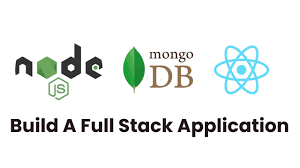 node
JS
mongo
DB
Build A Full Stack Application